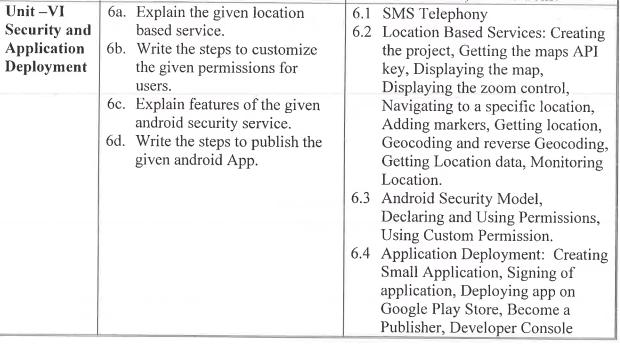 Unit –VI
Security and
Application
Deployment
6a. Explain the given location
based service.
6b. Write the steps to customize
the given permissions for
users.
6c. Explain features of the given
android security service.
6d. Write the steps to publish the
given android App.
6.1 SMS Telephony
6.2 Location Based Services: Creating
the project, Getting the maps API
key, Displaying the map,
Displaying the zoom control,
Navigating to a specific location,
Adding markers, Getting location,
Geocoding and reverse Geocoding,
Getting Location data, Monitoring
Location.
6.3 Android Security Model,
Declaring and Using Permissions,
Using Custom Permission.
6.4 Application Deployment: Creating
Small Application, Signing of
application, Deploying app on
Google Play Store, Become a
Publisher, Developer Console